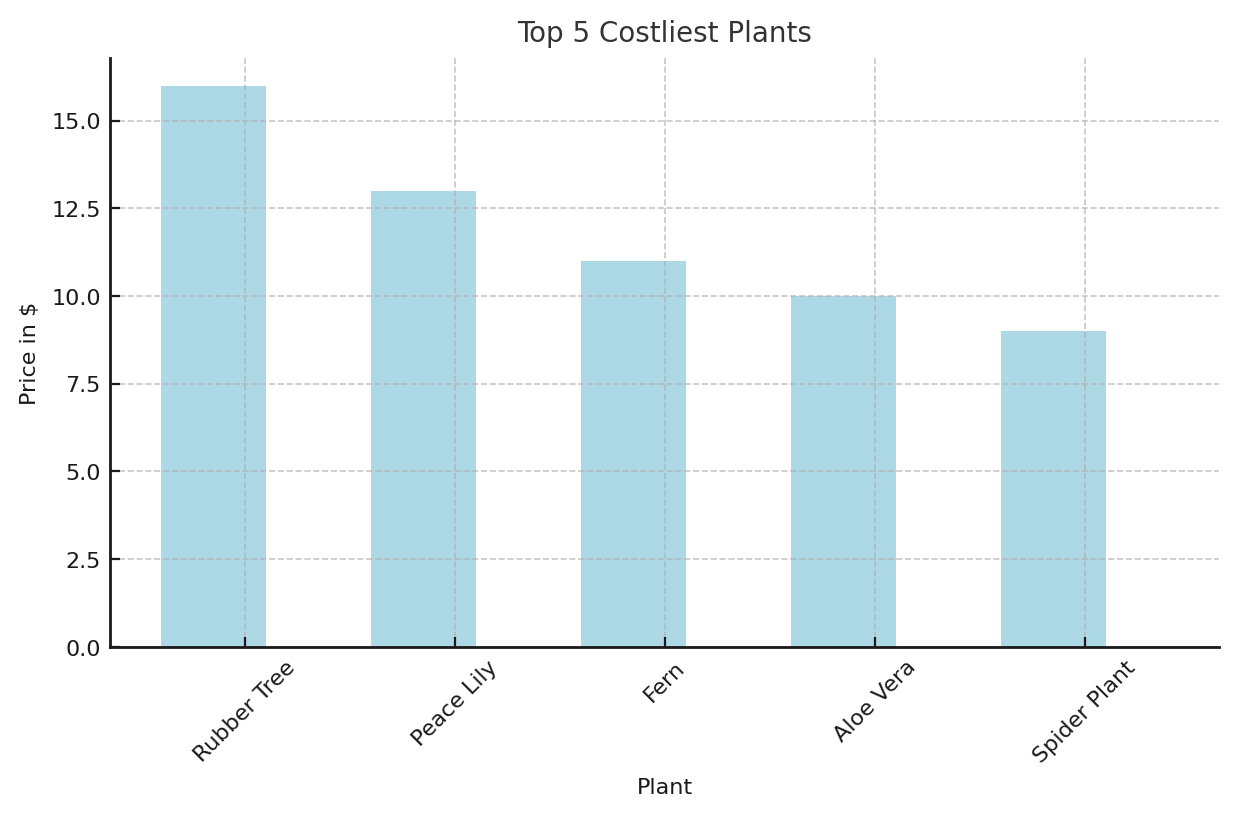 Top 5 Costliest Plants
Price in $
15.0
12.5
10.0
7.5
5.0
2.5
0.0
Rubber Tree
Peace Lily
Fern
Aloe Vera
Spider Plant
Plant